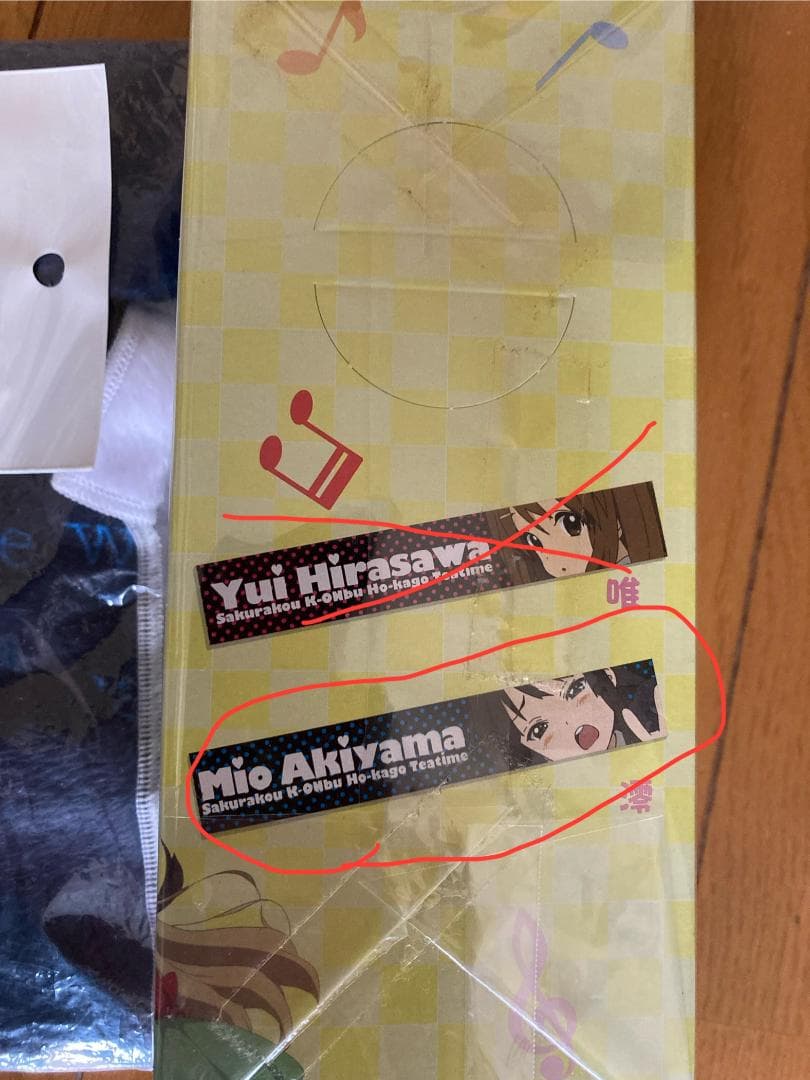 Yui Hirasawa
Sakurakou K-ONbu Ho-kago Teatime
唯
Mio Akiyama
Sakurakou K-ONbu Ho-kago Teatime
澪